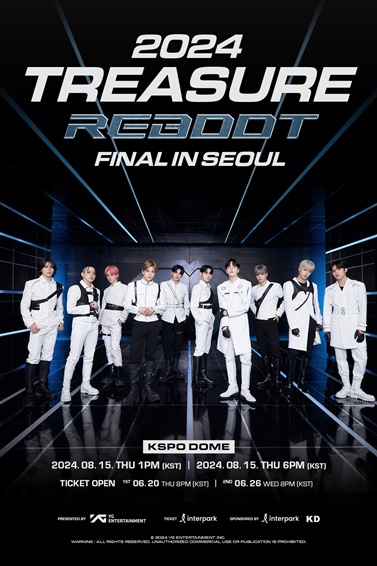 2024
TREASURE
REBOOT
FINAL IN SEOUL
KSPO DOME
2024. 08. 15. THU 1PM (KST) | 2024. 08. 15. THU 6PM (KST)
TICKET OPEN 1ST 06.20 THU 8PM (KST) | 2ND 06.26 WED 8PM (KST)
PRESENTED BY YG ENTERTAINMENT TICKET interpark SPONSORED BY interpark KD
© 2024 YG ENTERTAINMENT INC.
WARNING : ALL RIGHTS RESERVED. UNAUTHORIZED COMMERCIAL USE OR PUBLICATION IS PROHIBITED.